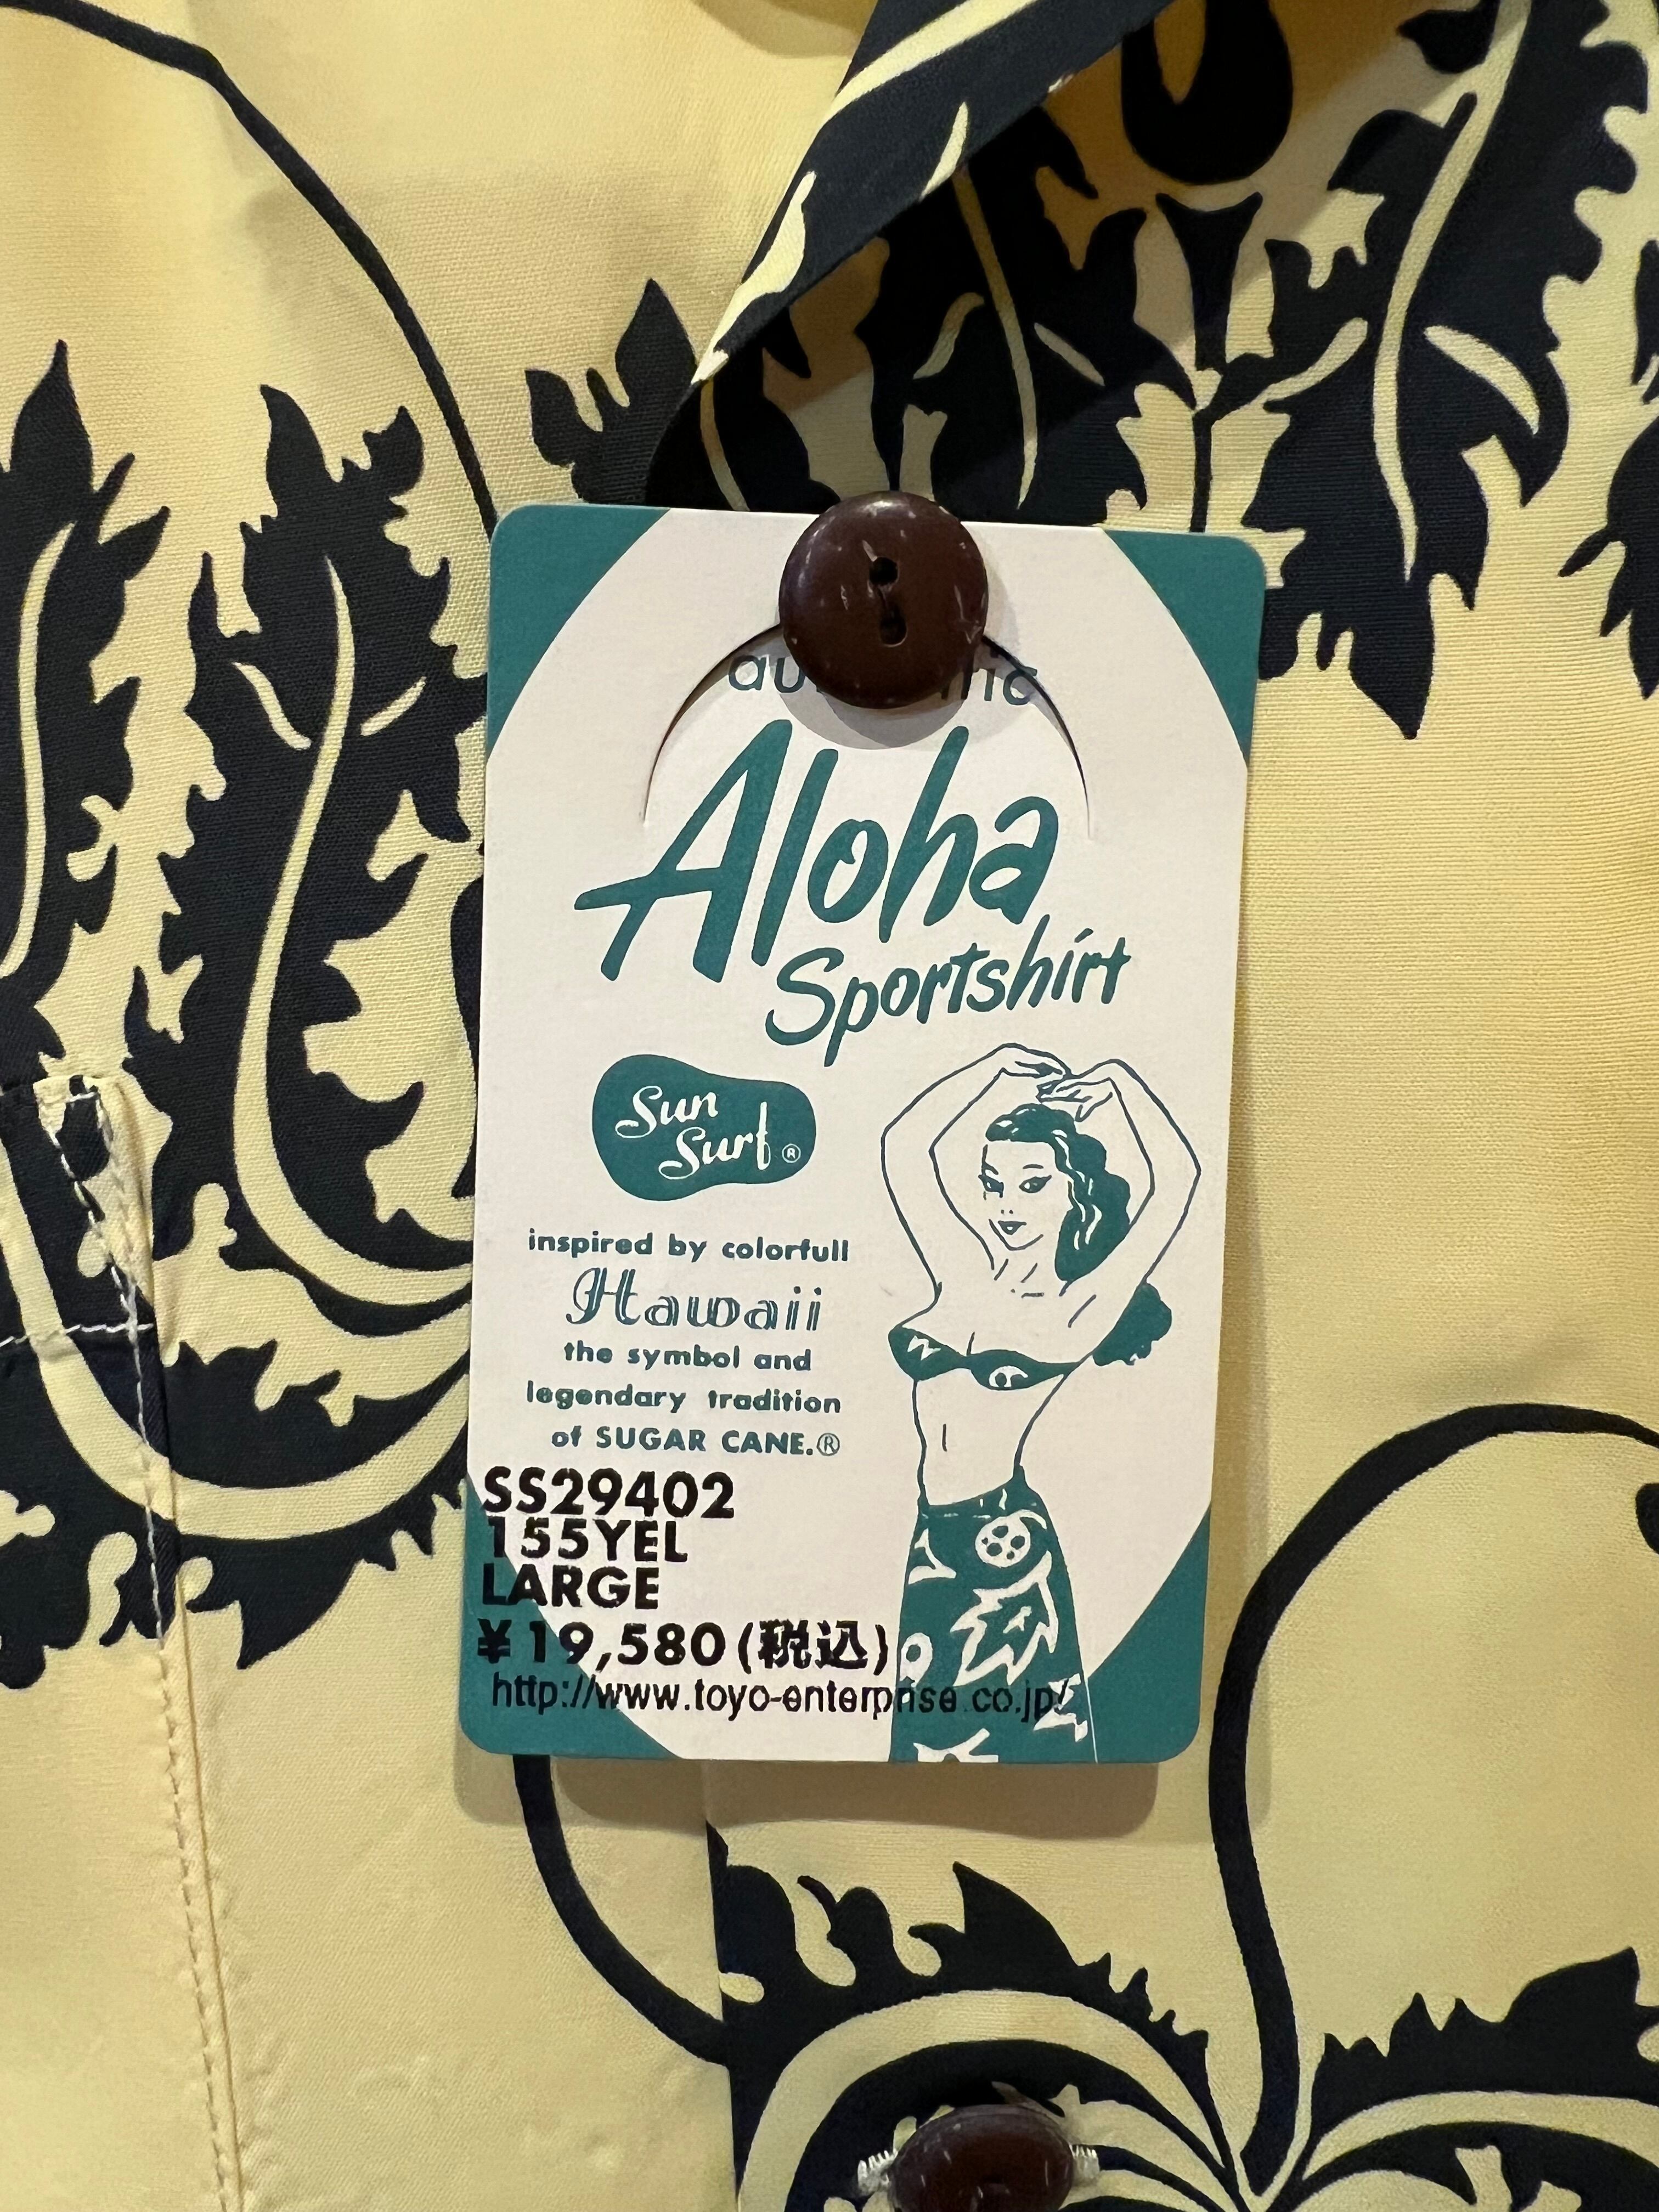 Aloha
Sportshirt
Sun
Surf®
inspired by colorfull
Hawaii
the symbol and
legendary tradition
of SUGAR CANE.®
SS29402
155YEL
LARGE
¥19,580(税込)
http://www.toyo-enterprise.co.jp/